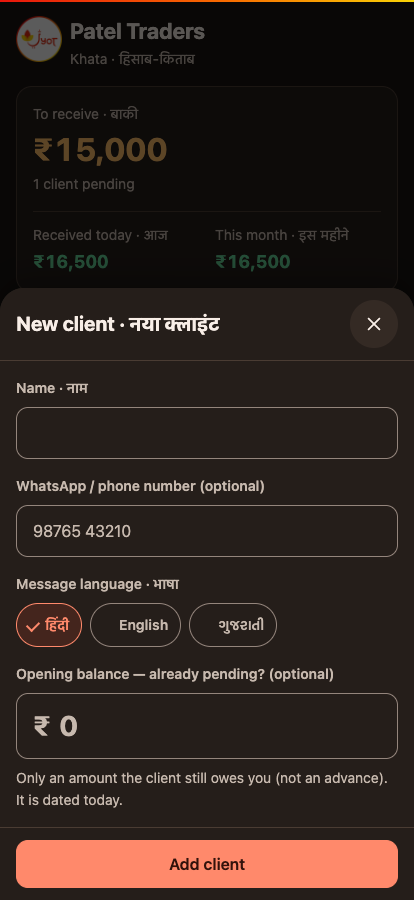 Jyot
Patel Traders
Khata · हिसाब-किताब
To receive · बाकी
₹15,000
1 client pending
Received today · आज
This month · इस महीने
₹16,500
₹16,500
New client · नया क्लाइंट
Name · नाम
WhatsApp / phone number (optional)
98765 43210
Message language · भाषा
हिंदी
English
ગુજરાતી
Opening balance — already pending? (optional)
₹ 0
Only an amount the client still owes you (not an advance).
It is dated today.
Add client